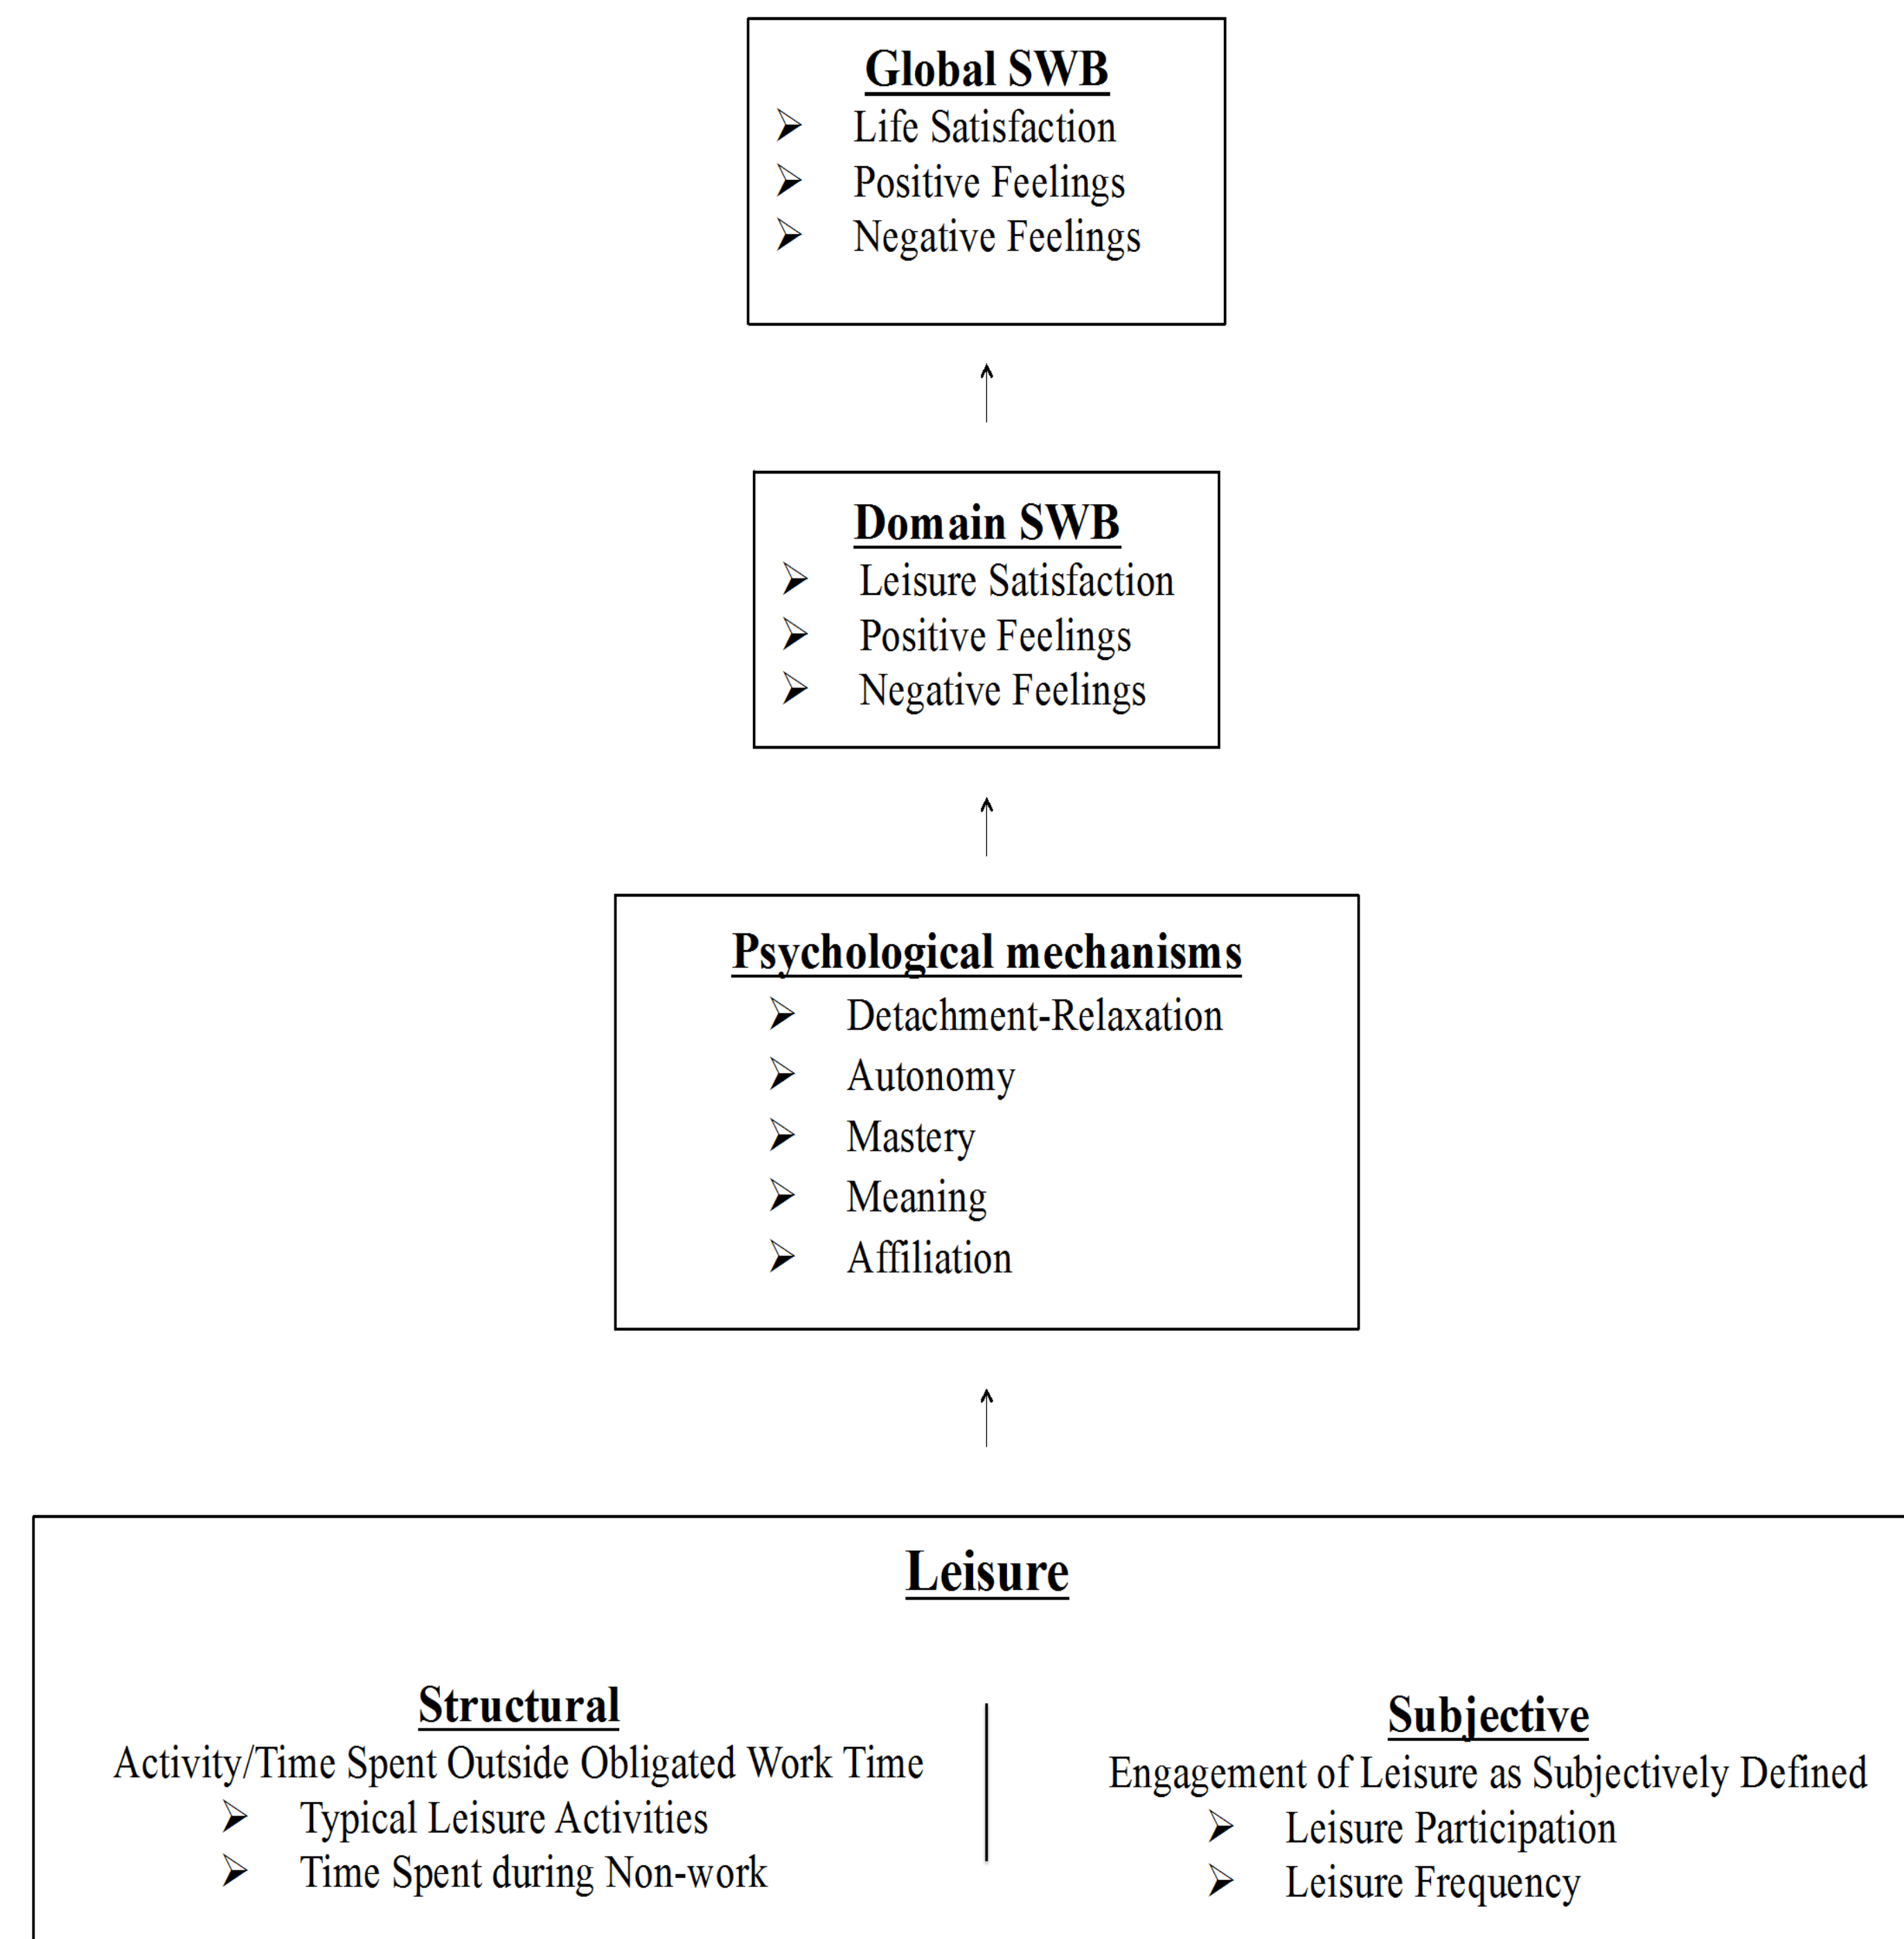 Global SWB
➢ Life Satisfaction
➢ Positive Feelings
➢ Negative Feelings
Domain SWB
➢ Leisure Satisfaction
➢ Positive Feelings
➢ Negative Feelings
Psychological mechanisms
➢ Detachment-Relaxation
➢ Autonomy
➢ Mastery
➢ Meaning
➢ Affiliation
Leisure
Structural
Activity/Time Spent Outside Obligated Work Time
➢ Typical Leisure Activities
➢ Time Spent during Non-work
Subjective
Engagement of Leisure as Subjectively Defined
➢ Leisure Participation
➢ Leisure Frequency